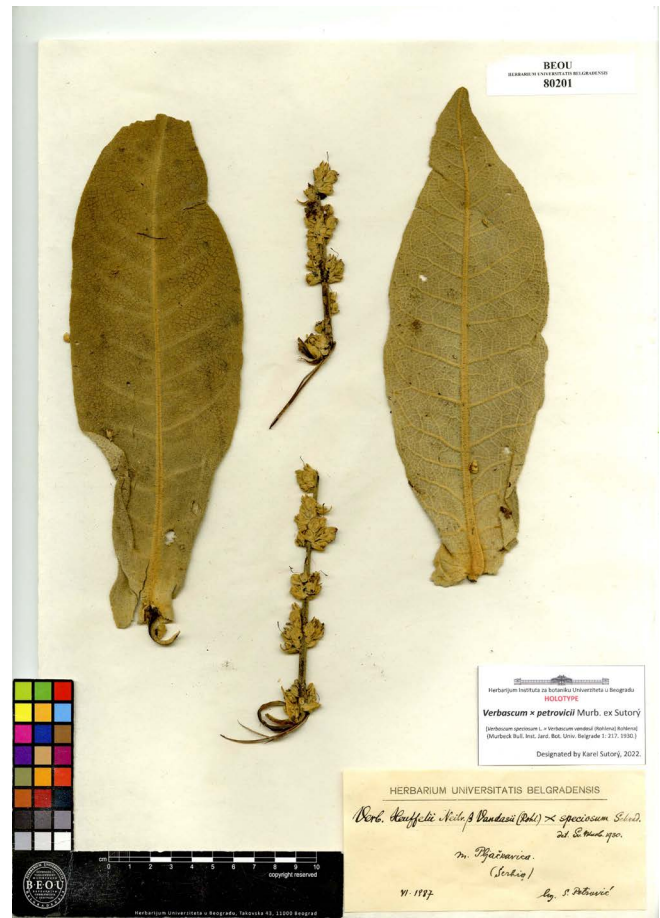 BEOU
HERBARIUM UNIVERSITATIS BELGRADENSIS
80201
Herbarijum Instituta za botaniku Univerziteta u Beogradu
HOLOTYPE
Verbascum × petrovicii Murb. ex Sutorý
[Verbascum speciosum L. × Verbascum vandasii (Rohlena) Rohlena]
(Murbeck Bull. Inst. Jard. Bot. Univ. Belgrade 1: 217. 1930.)
Designated by Karel Sutorý, 2022.
HERBARIUM UNIVERSITATIS BELGRADENSIS
Verb. Heuffelii Neilr. β Vandasii (Rohl) × speciosum Schrad.
det. Sv. Murb. 1930.
m. Pljačkavica.
(Serbia)
VI. 1887 leg. S. Petrović
cm 0 1 2 3 4 5 6 7 8 9 10
copyright reserved
BEOU
Herbarijum Univerziteta u Beogradu, Takovska 43, 11000 Beograd